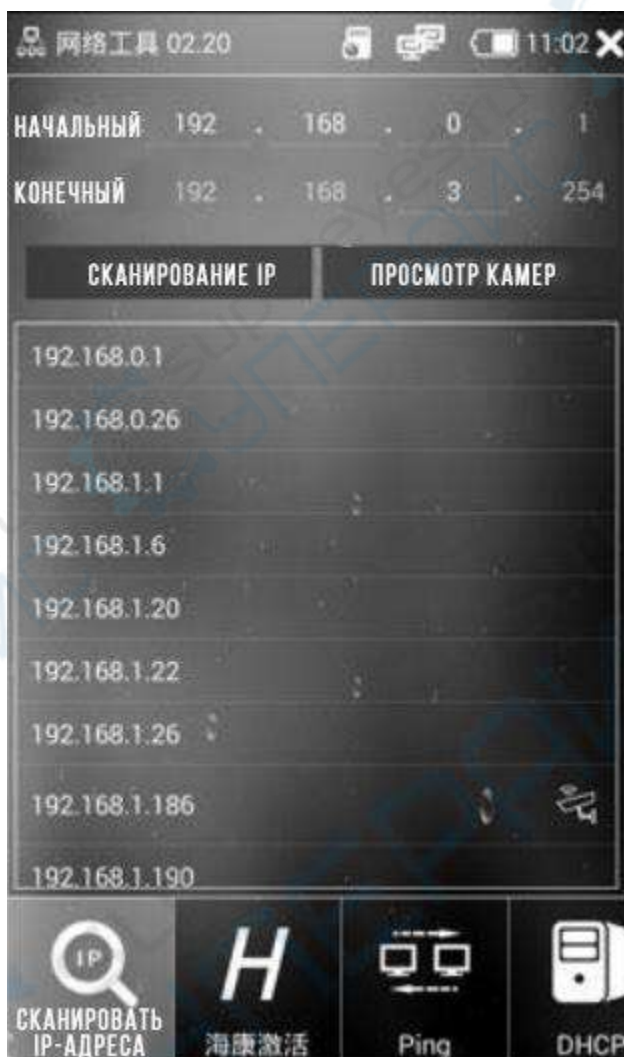 网络工具 02.20 11:02
НАЧАЛЬНЫЙ 192 . 168 . 0 . 1
КОНЕЧНЫЙ 192 . 168 . 3 . 254
СКАНИРОВАНИЕ IP ПРОСМОТР КАМЕР
192.168.0.1
192.168.0.26
192.168.1.1
192.168.1.6
192.168.1.20
192.168.1.22
192.168.1.26
192.168.1.186
192.168.1.190
IP
H
СКАНИРОВАТЬ IP-АДРЕСА 海康激活 Ping DHCP
supereyes.ru
СУПЕРАЙС